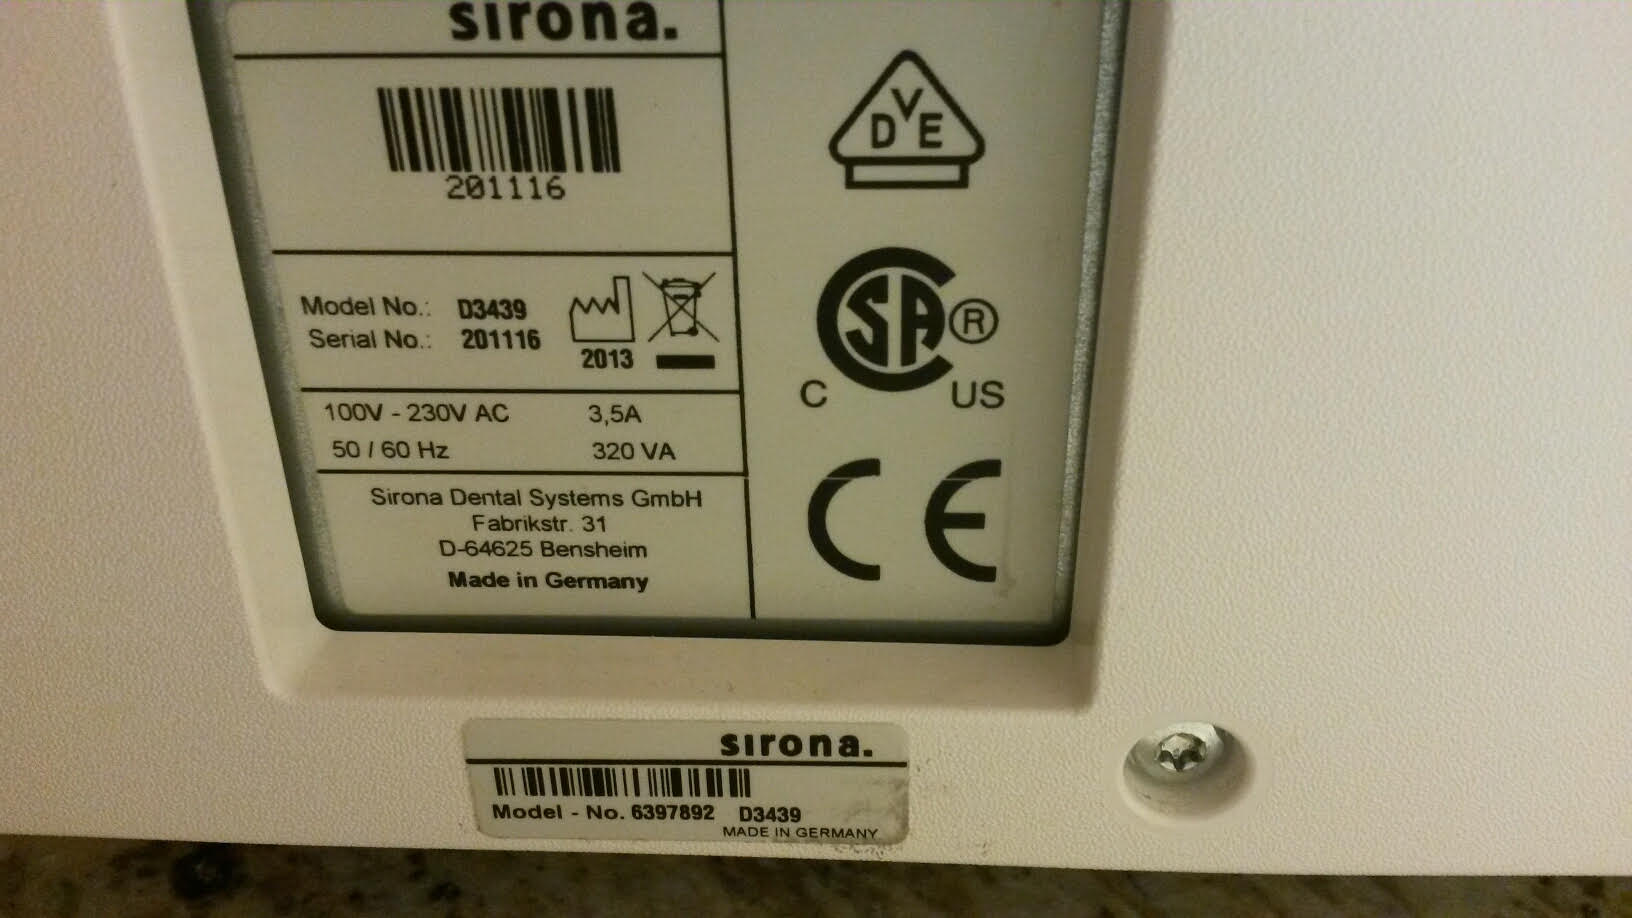 sirona.
201116
Model No.: D3439
Serial No.: 201116
2013
100V - 230V AC 3,5A
50 / 60 Hz 320 VA
Sirona Dental Systems GmbH
Fabrikstr. 31
D-64625 Bensheim
Made in Germany
VDE
CSA ®
C US
CE
sirona.
Model - No. 6397892 D3439
MADE IN GERMANY